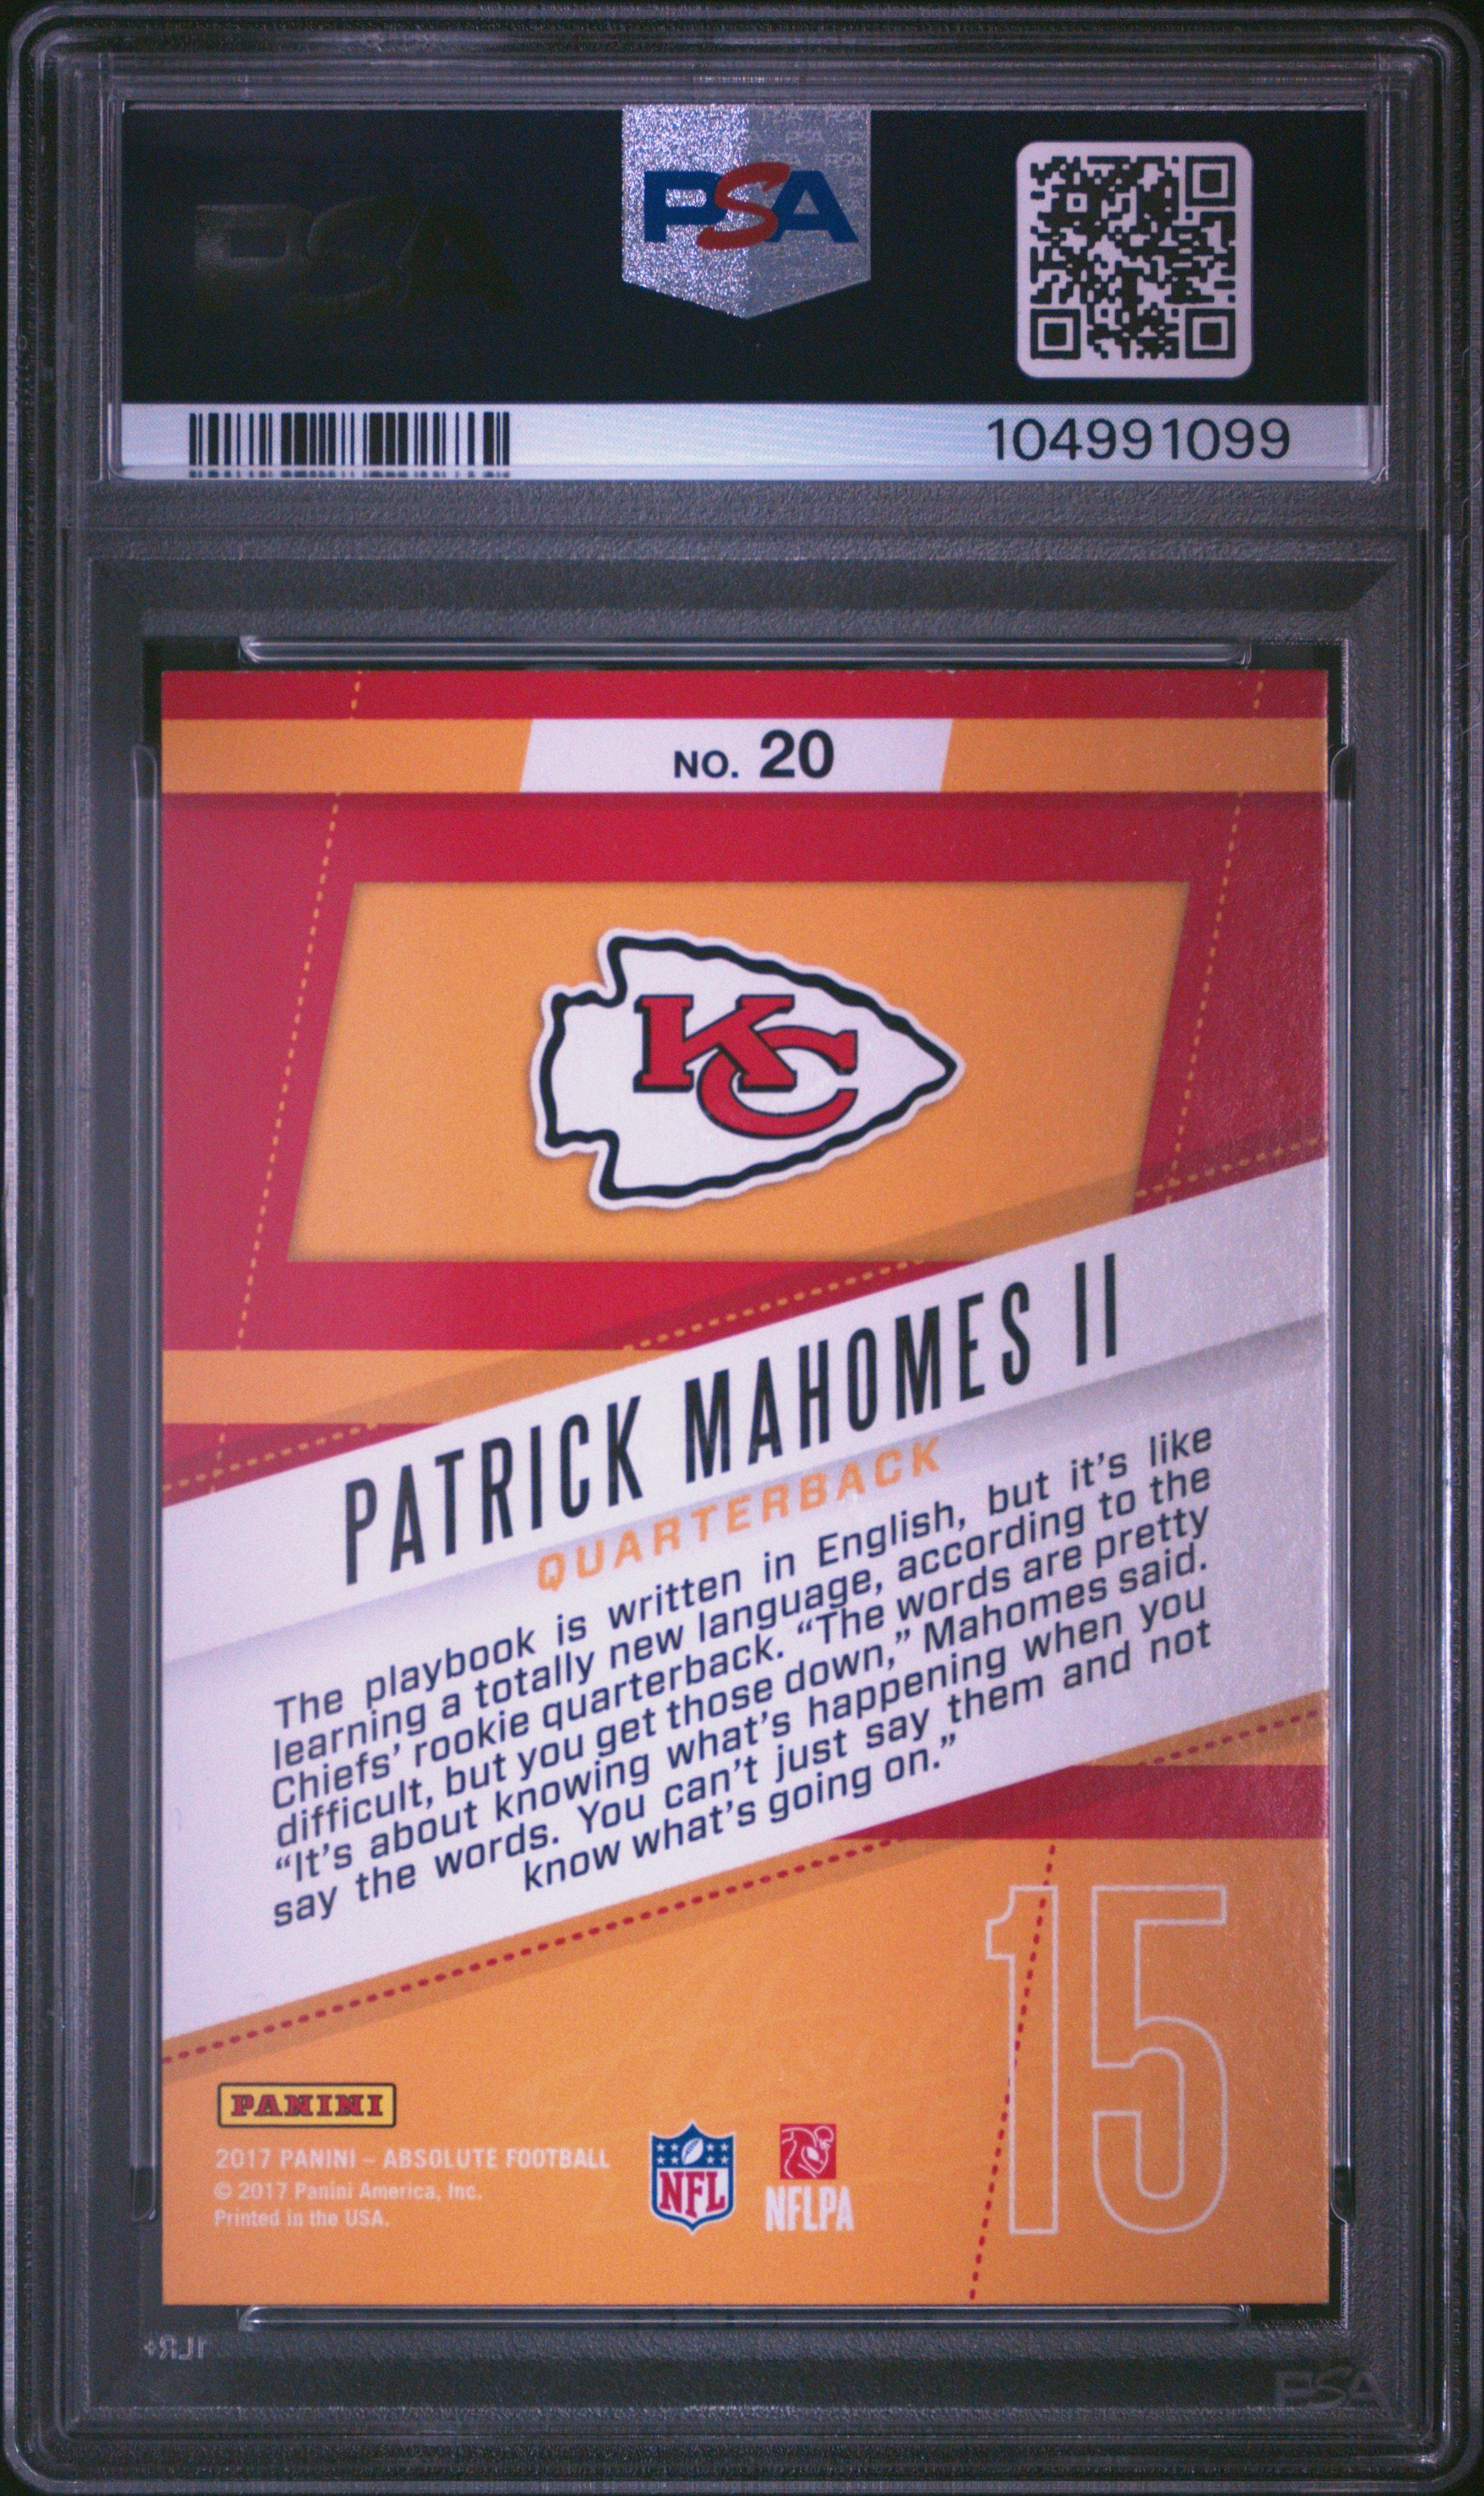 PSA
PSA
104991099
NO. 20
KC
PATRICK MAHOMES II
QUARTERBACK
The playbook is written in English, but it's like
learning a totally new language, according to the
Chiefs' rookie quarterback. “The words are pretty
difficult, but you get those down,” Mahomes said.
“It's about knowing what's happening when you
say the words. You can't just say them and not
know what's going on.”
15
PANINI
2017 PANINI – ABSOLUTE FOOTBALL
© 2017 Panini America, Inc.
Printed in the USA.
NFL
NFLPA
PSA